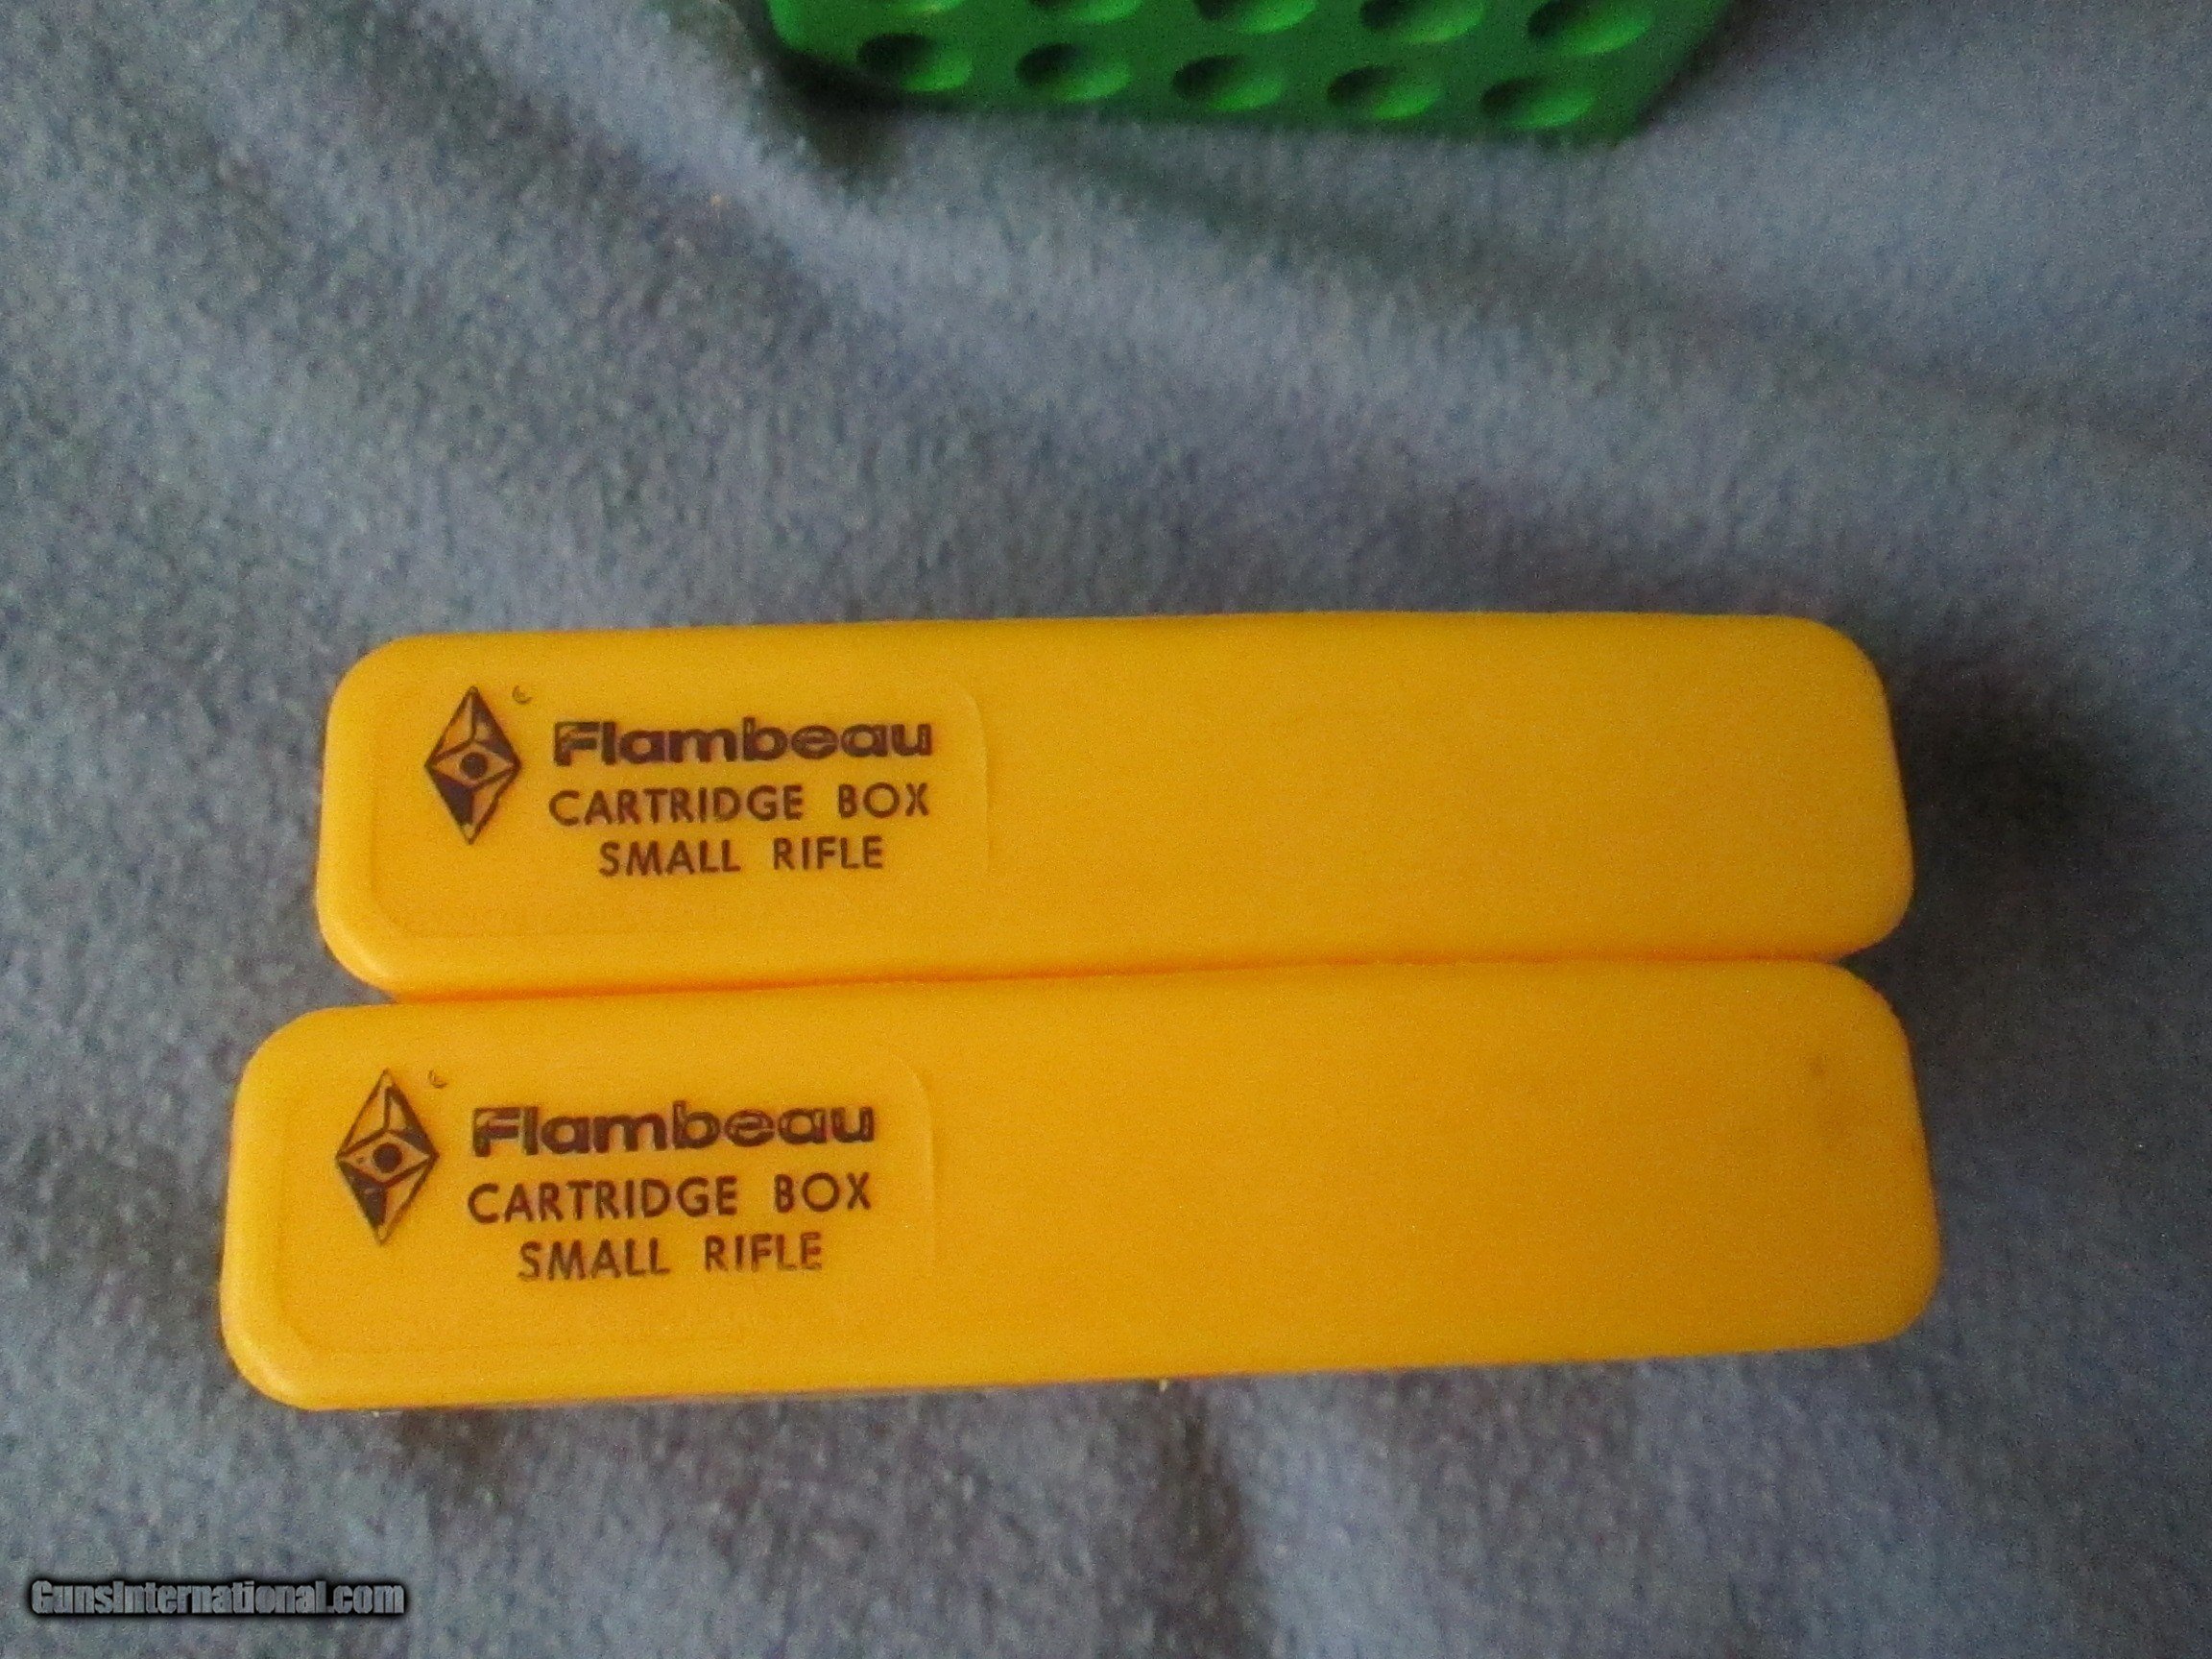 Flambeau
CARTRIDGE BOX
SMALL RIFLE
Flambeau
CARTRIDGE BOX
SMALL RIFLE
GunsInternational.com